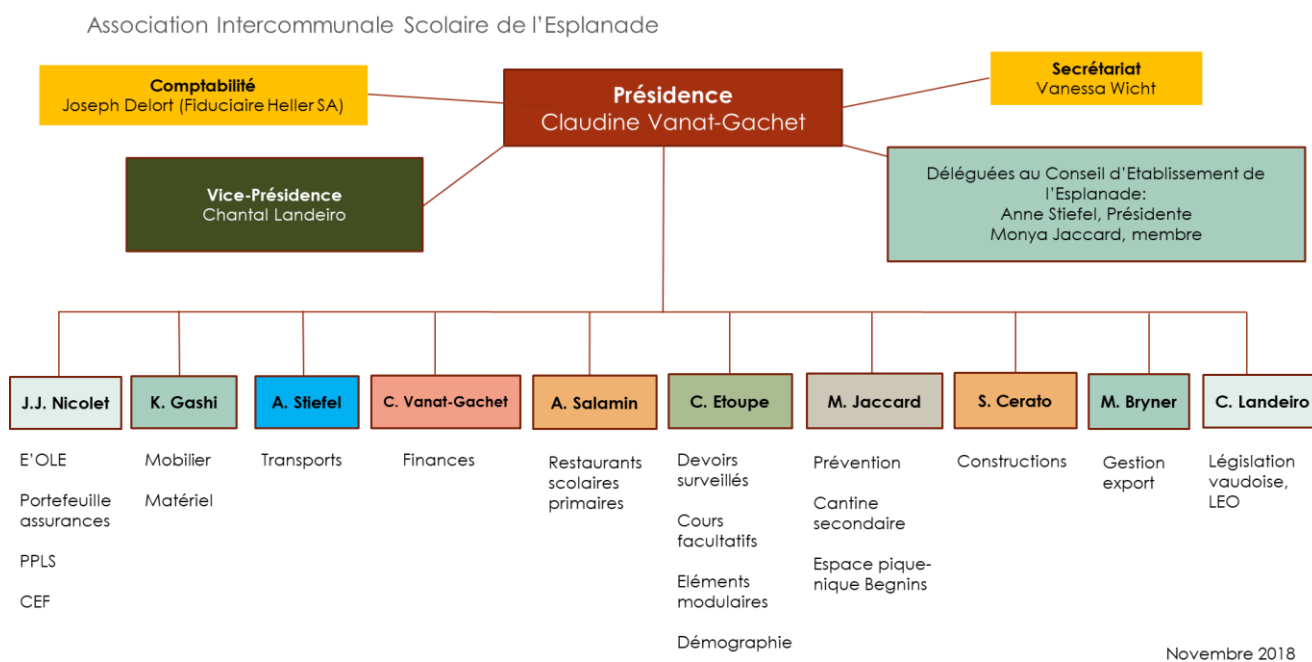 Association Intercommunale Scolaire de l'Esplanade
Comptabilité
Joseph Delort (Fiduciaire Heller SA)
Présidence
Claudine Vanat-Gachet
Secrétariat
Vanessa Wicht
Vice-Présidence
Chantal Landeiro
Déléguées au Conseil d'Etablissement de
l'Esplanade:
Anne Stiefel, Présidente
Monya Jaccard, membre
J.J. Nicolet
E'OLE
Portefeuille
assurances
PPLS
CEF
K. Gashi
Mobilier
Matériel
A. Stiefel
Transports
C. Vanat-Gachet
Finances
A. Salamin
Restaurants
scolaires
primaires
C. Etoupe
Devoirs
surveillés
Cours
facultatifs
Eléments
modulaires
Démographie
M. Jaccard
Prévention
Cantine
secondaire
Espace pique-
nique Begnins
S. Cerato
Constructions
M. Bryner
Gestion
export
C. Landeiro
Législation
vaudoise,
LEO
Novembre 2018